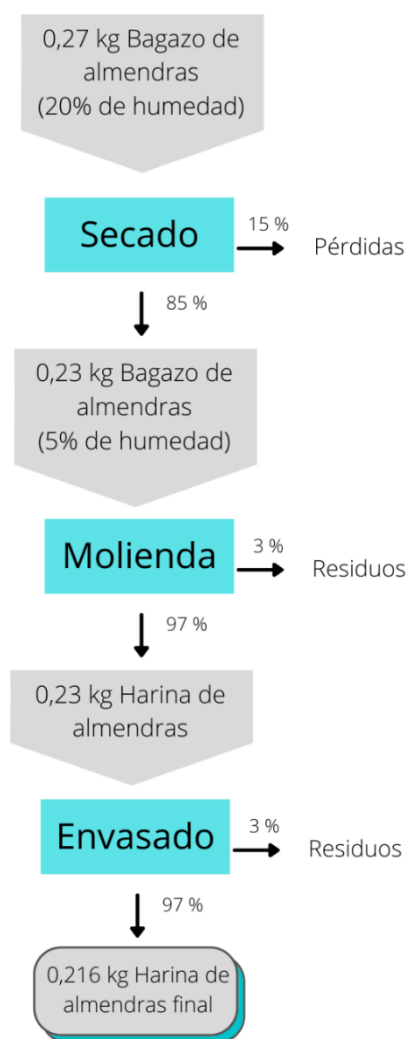 0,27 kg Bagazo de
almendras
(20% de humedad)
Secado
15 %
Pérdidas
85 %
0,23 kg Bagazo de
almendras
(5% de humedad)
Molienda
3 %
Residuos
97 %
0,23 kg Harina de
almendras
Envasado
3 %
Residuos
97 %
0,216 kg Harina de
almendras final